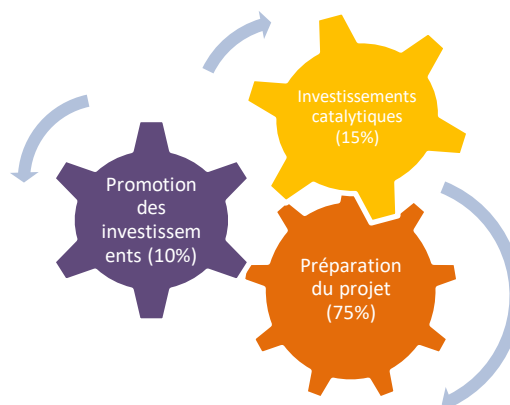 Investissements
catalytiques
(15%)
Promotion
des
investissem
ents (10%)
Préparation
du projet
(75%)